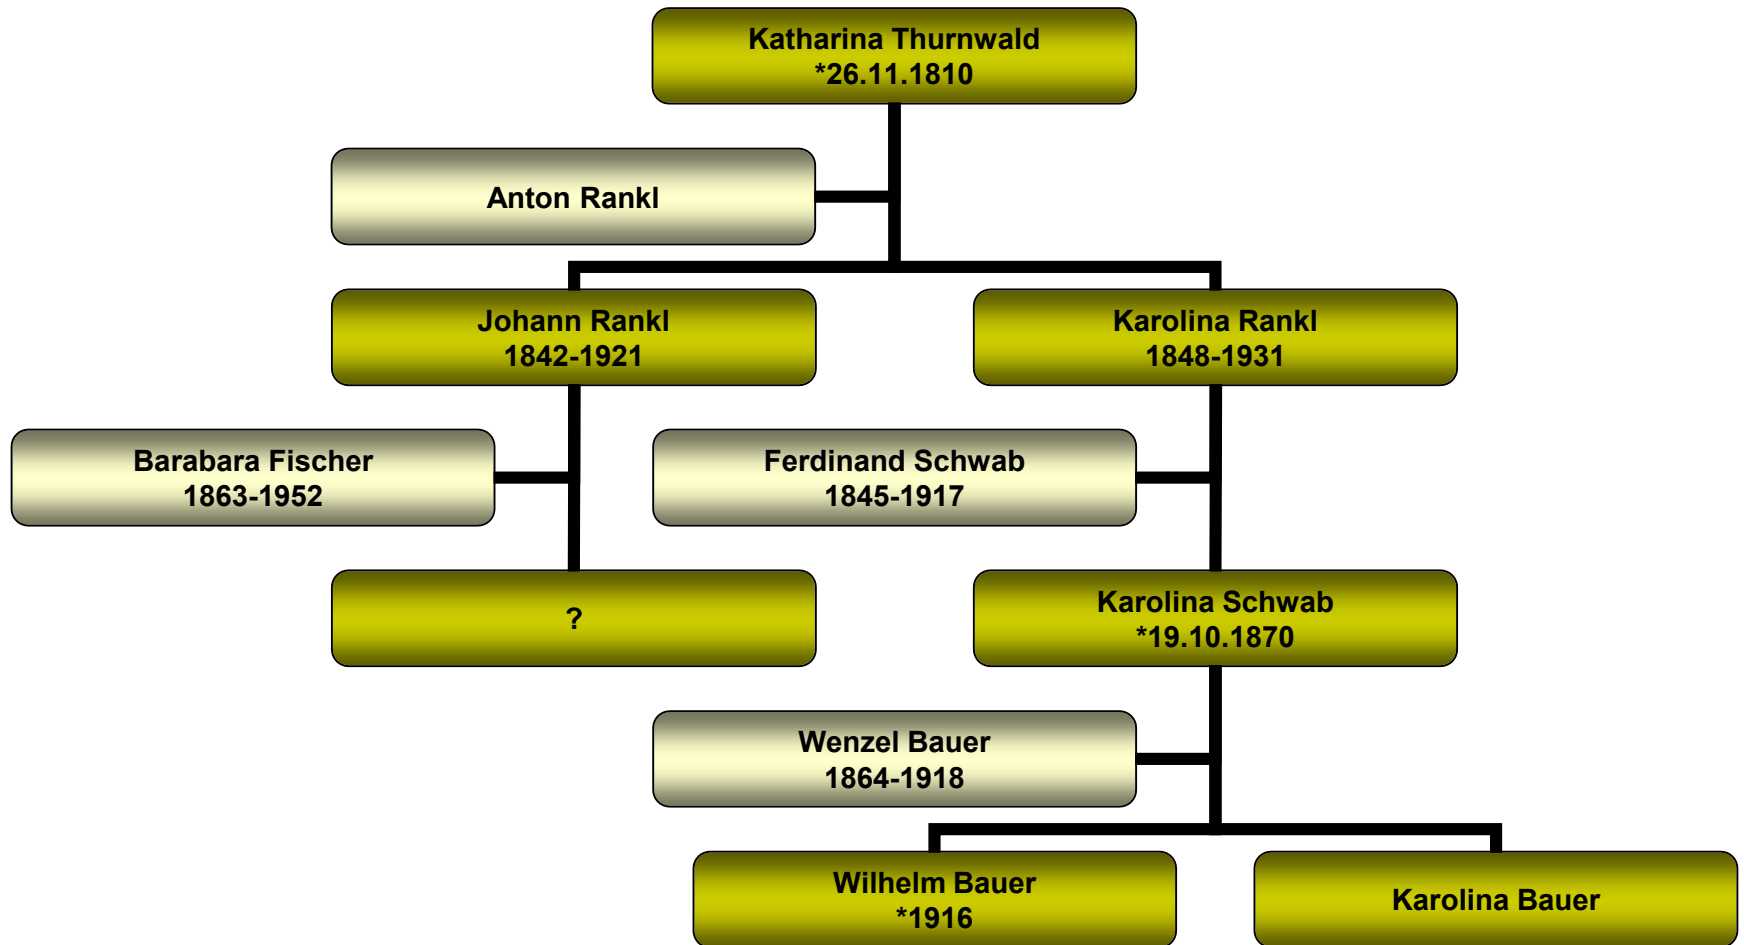 Katharina Thurnwald
*26.11.1810
Anton Rankl
Johann Rankl
1842-1921
Karolina Rankl
1848-1931
Barabara Fischer
1863-1952
Ferdinand Schwab
1845-1917
?
Karolina Schwab
*19.10.1870
Wenzel Bauer
1864-1918
Wilhelm Bauer
*1916
Karolina Bauer